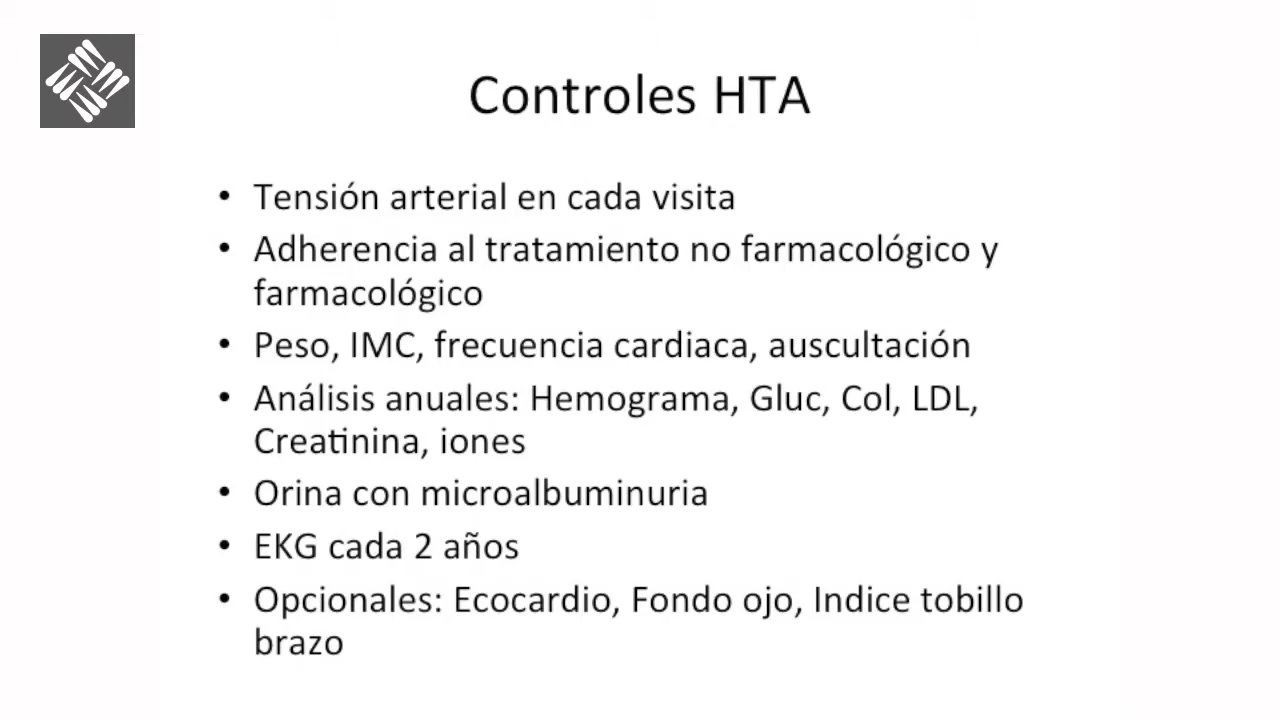 Controles HTA
• Tensión arterial en cada visita
• Adherencia al tratamiento no farmacológico y
farmacológico
• Peso, IMC, frecuencia cardiaca, auscultación
• Análisis anuales: Hemograma, Gluc, Col, LDL,
Creatinina, iones
• Orina con microalbuminuria
• EKG cada 2 años
• Opcionales: Ecocardio, Fondo ojo, Indice tobillo
brazo